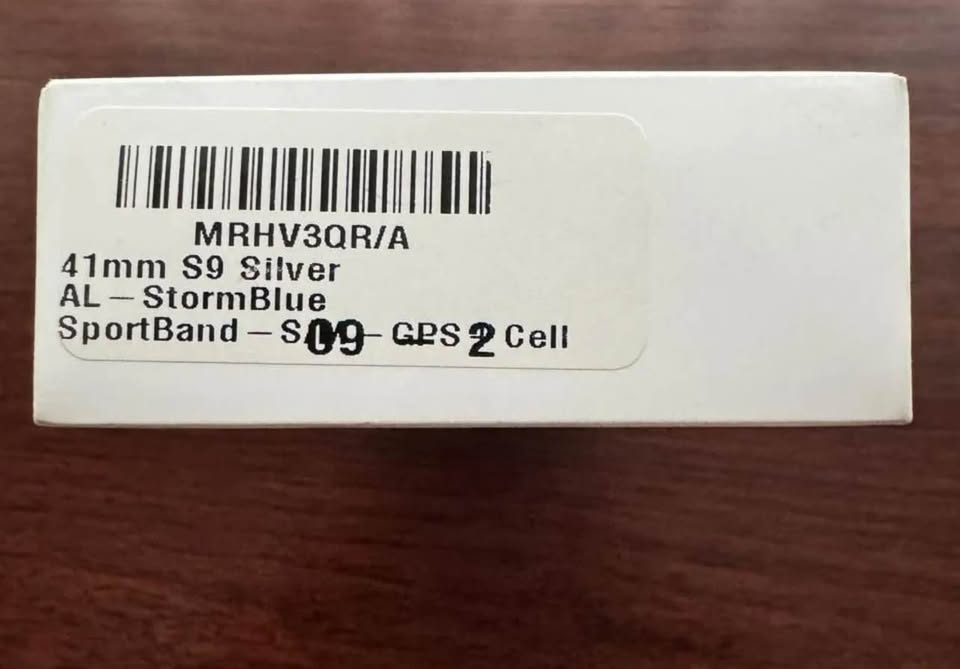 MRHV3QR/A
41mm S9 Silver
AL – StormBlue
SportBand – GPS Cell
09 2